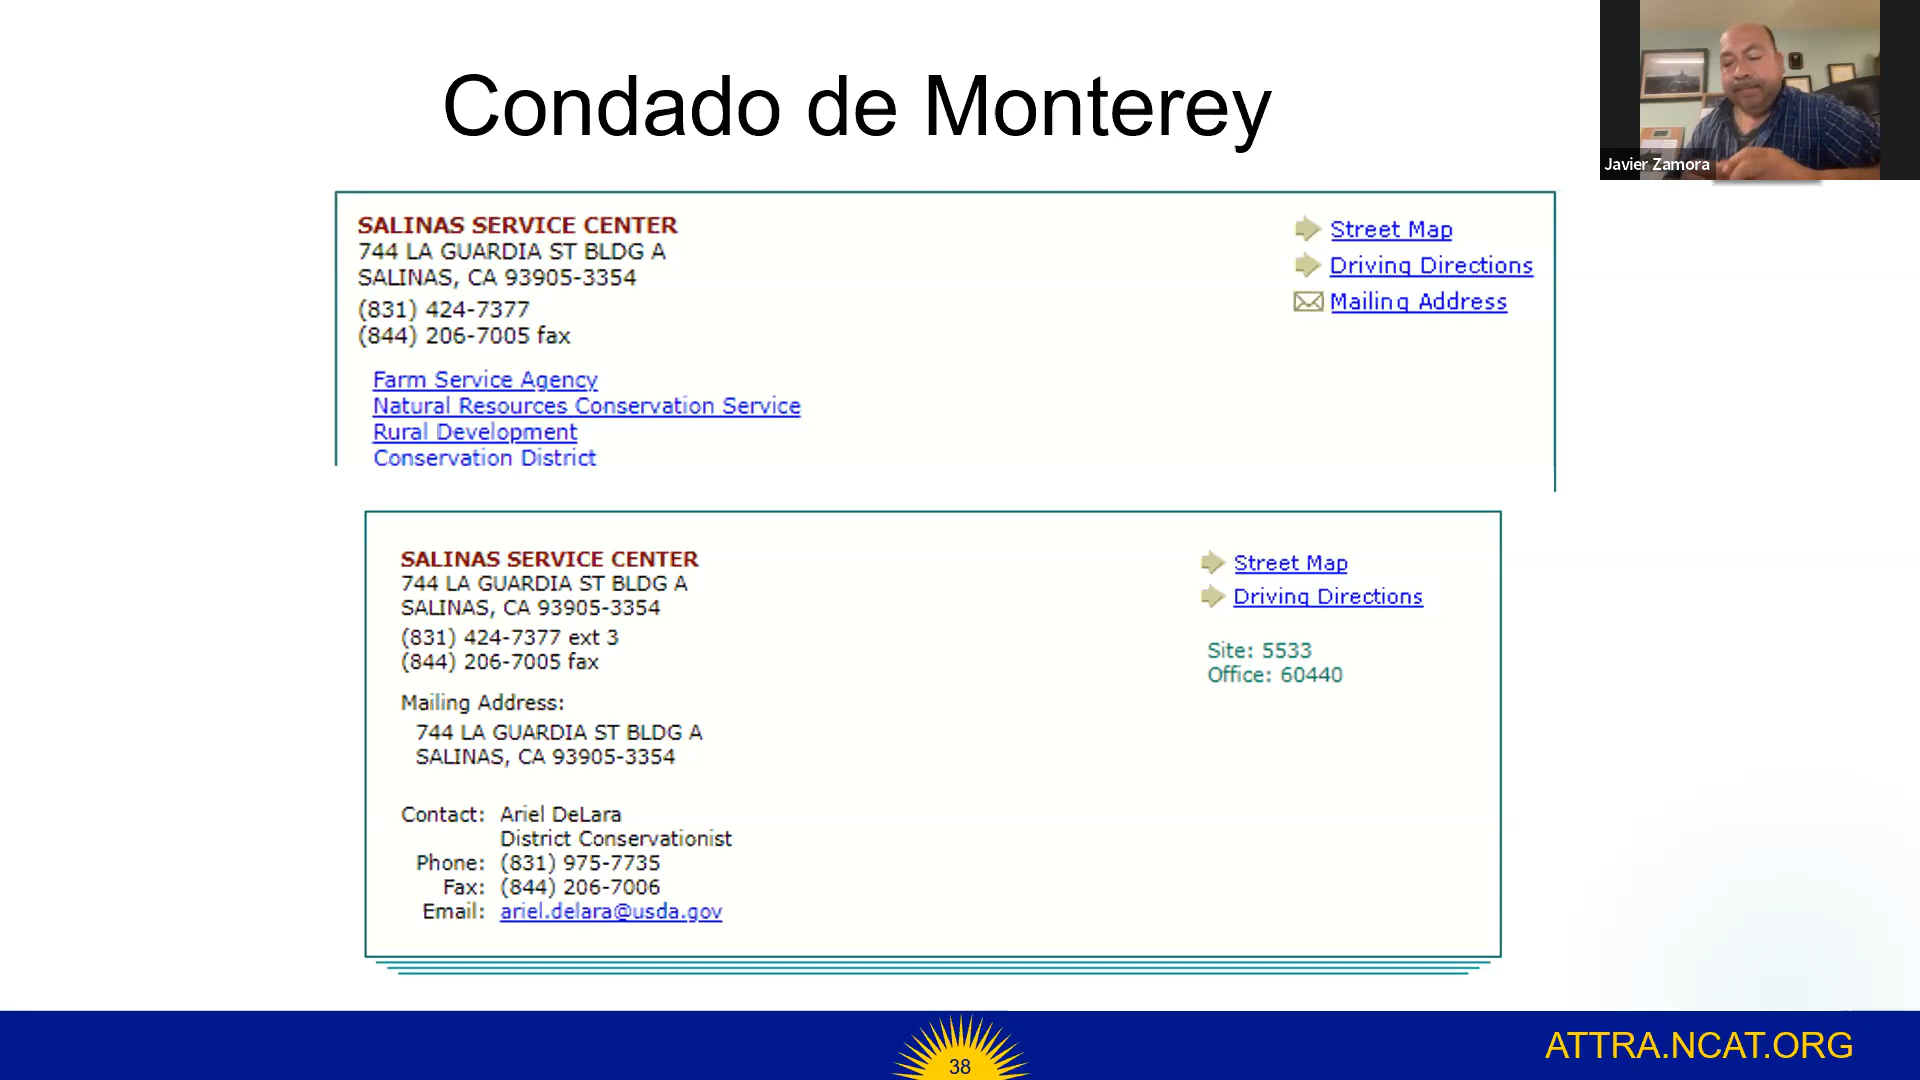 Condado de Monterey
Javier Zamora
SALINAS SERVICE CENTER
744 LA GUARDIA ST BLDG A
SALINAS, CA 93905-3354
(831) 424-7377
(844) 206-7005 fax
Farm Service Agency
Natural Resources Conservation Service
Rural Development
Conservation District
Street Map
Driving Directions
Mailing Address
SALINAS SERVICE CENTER
744 LA GUARDIA ST BLDG A
SALINAS, CA 93905-3354
(831) 424-7377 ext 3
(844) 206-7005 fax
Mailing Address:
744 LA GUARDIA ST BLDG A
SALINAS, CA 93905-3354
Contact: Ariel DeLara
District Conservationist
Phone: (831) 975-7735
Fax: (844) 206-7006
Email: ariel.delara@usda.gov
Street Map
Driving Directions
Site: 5533
Office: 60440
38
ATTRA.NCAT.ORG